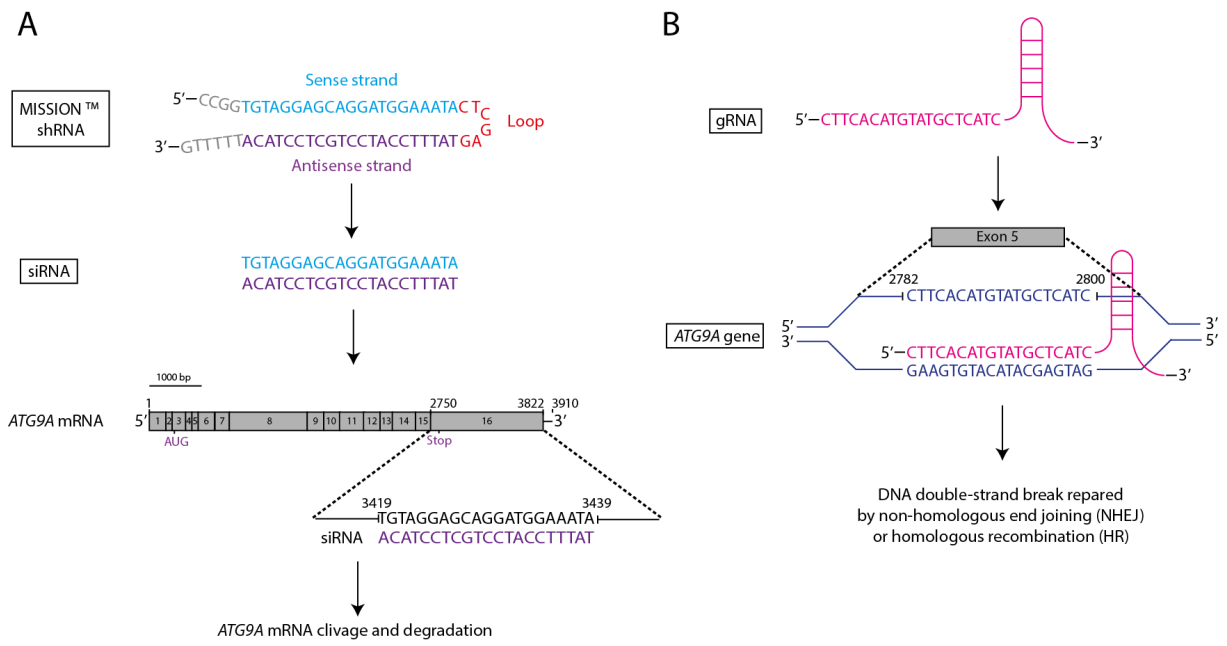 A
Sense strand
5’–CCGGTGTAGGAGCAGGATGGAAATACTC
MISSION ™
shRNA
G
Loop
3’–GTTTTTACATCCTCGTCCTACCTTTATGA
Antisense strand
siRNA
TGTAGGAGCAGGATGGAAATA
ACATCCTCGTCCTACCTTTAT
1000 bp
1 2750 3822 3910
ATG9A mRNA 5’ 1 2 3 4 5 6 7 8 9 10 11 12 13 14 15 16 3’
AUG Stop
3419 3439
TGTAGGAGCAGGATGGAAATA
siRNA ACATCCTCGTCCTACCTTTAT
ATG9A mRNA clivage and degradation
B
gRNA 5’–CTTCACATGTATGCTCATC –3’
Exon 5
2782 2800
CTTCACATGTATGCTCATC
ATG9A gene
5’ 3’
3’ 5’
5’–CTTCACATGTATGCTCATC
GAAGTGTACATACGAGTAG –3’
DNA double-strand break repared
by non-homologous end joining (NHEJ)
or homologous recombination (HR)